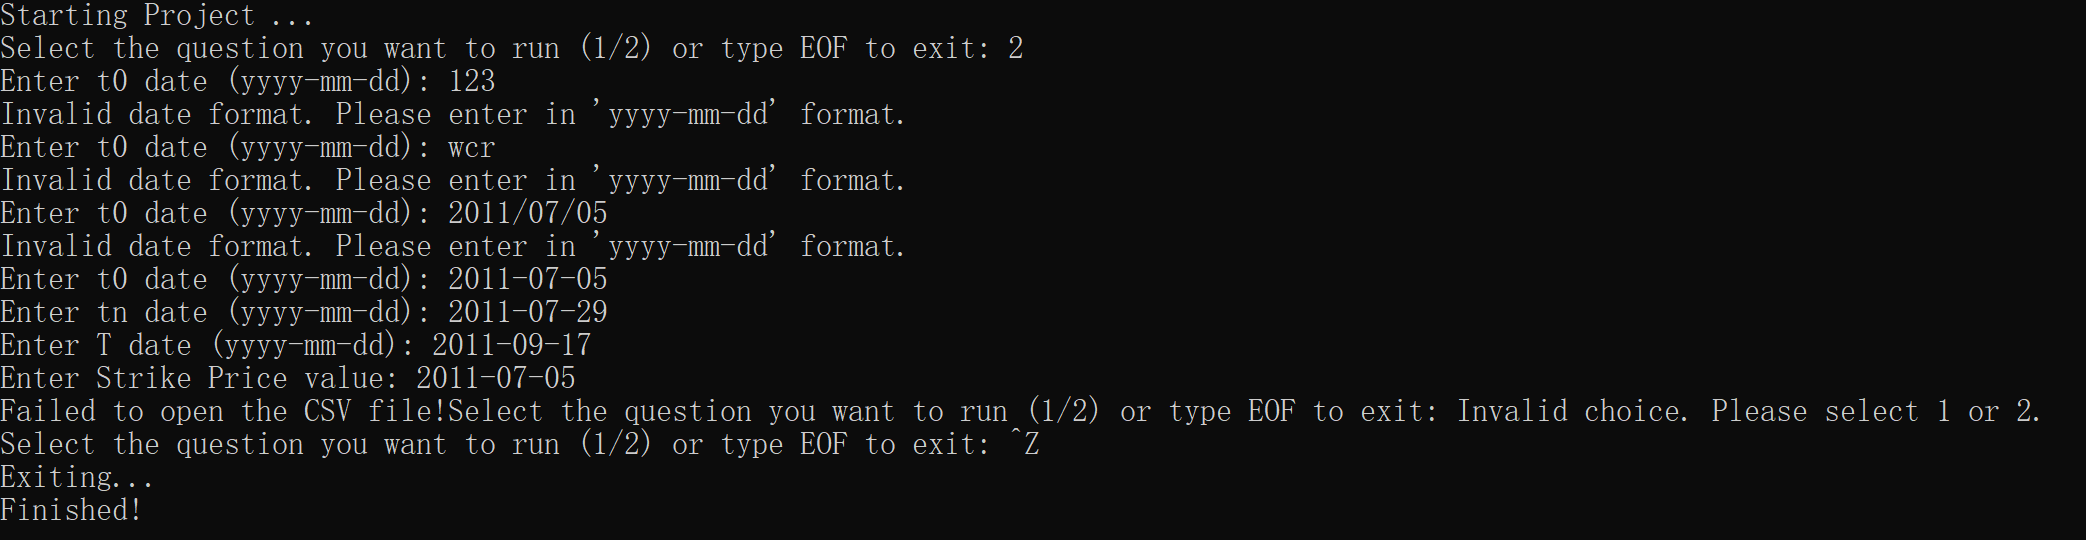 Starting Project ...
Select the question you want to run (1/2) or type EOF to exit: 2
Enter t0 date (yyyy-mm-dd): 123
Invalid date format. Please enter in 'yyyy-mm-dd' format.
Enter t0 date (yyyy-mm-dd): wcr
Invalid date format. Please enter in 'yyyy-mm-dd' format.
Enter t0 date (yyyy-mm-dd): 2011/07/05
Invalid date format. Please enter in 'yyyy-mm-dd' format.
Enter t0 date (yyyy-mm-dd): 2011-07-05
Enter tn date (yyyy-mm-dd): 2011-07-29
Enter T date (yyyy-mm-dd): 2011-09-17
Enter Strike Price value: 2011-07-05
Failed to open the CSV file!Select the question you want to run (1/2) or type EOF to exit: Invalid choice. Please select 1 or 2.
Select the question you want to run (1/2) or type EOF to exit: ^Z
Exiting...
Finished!